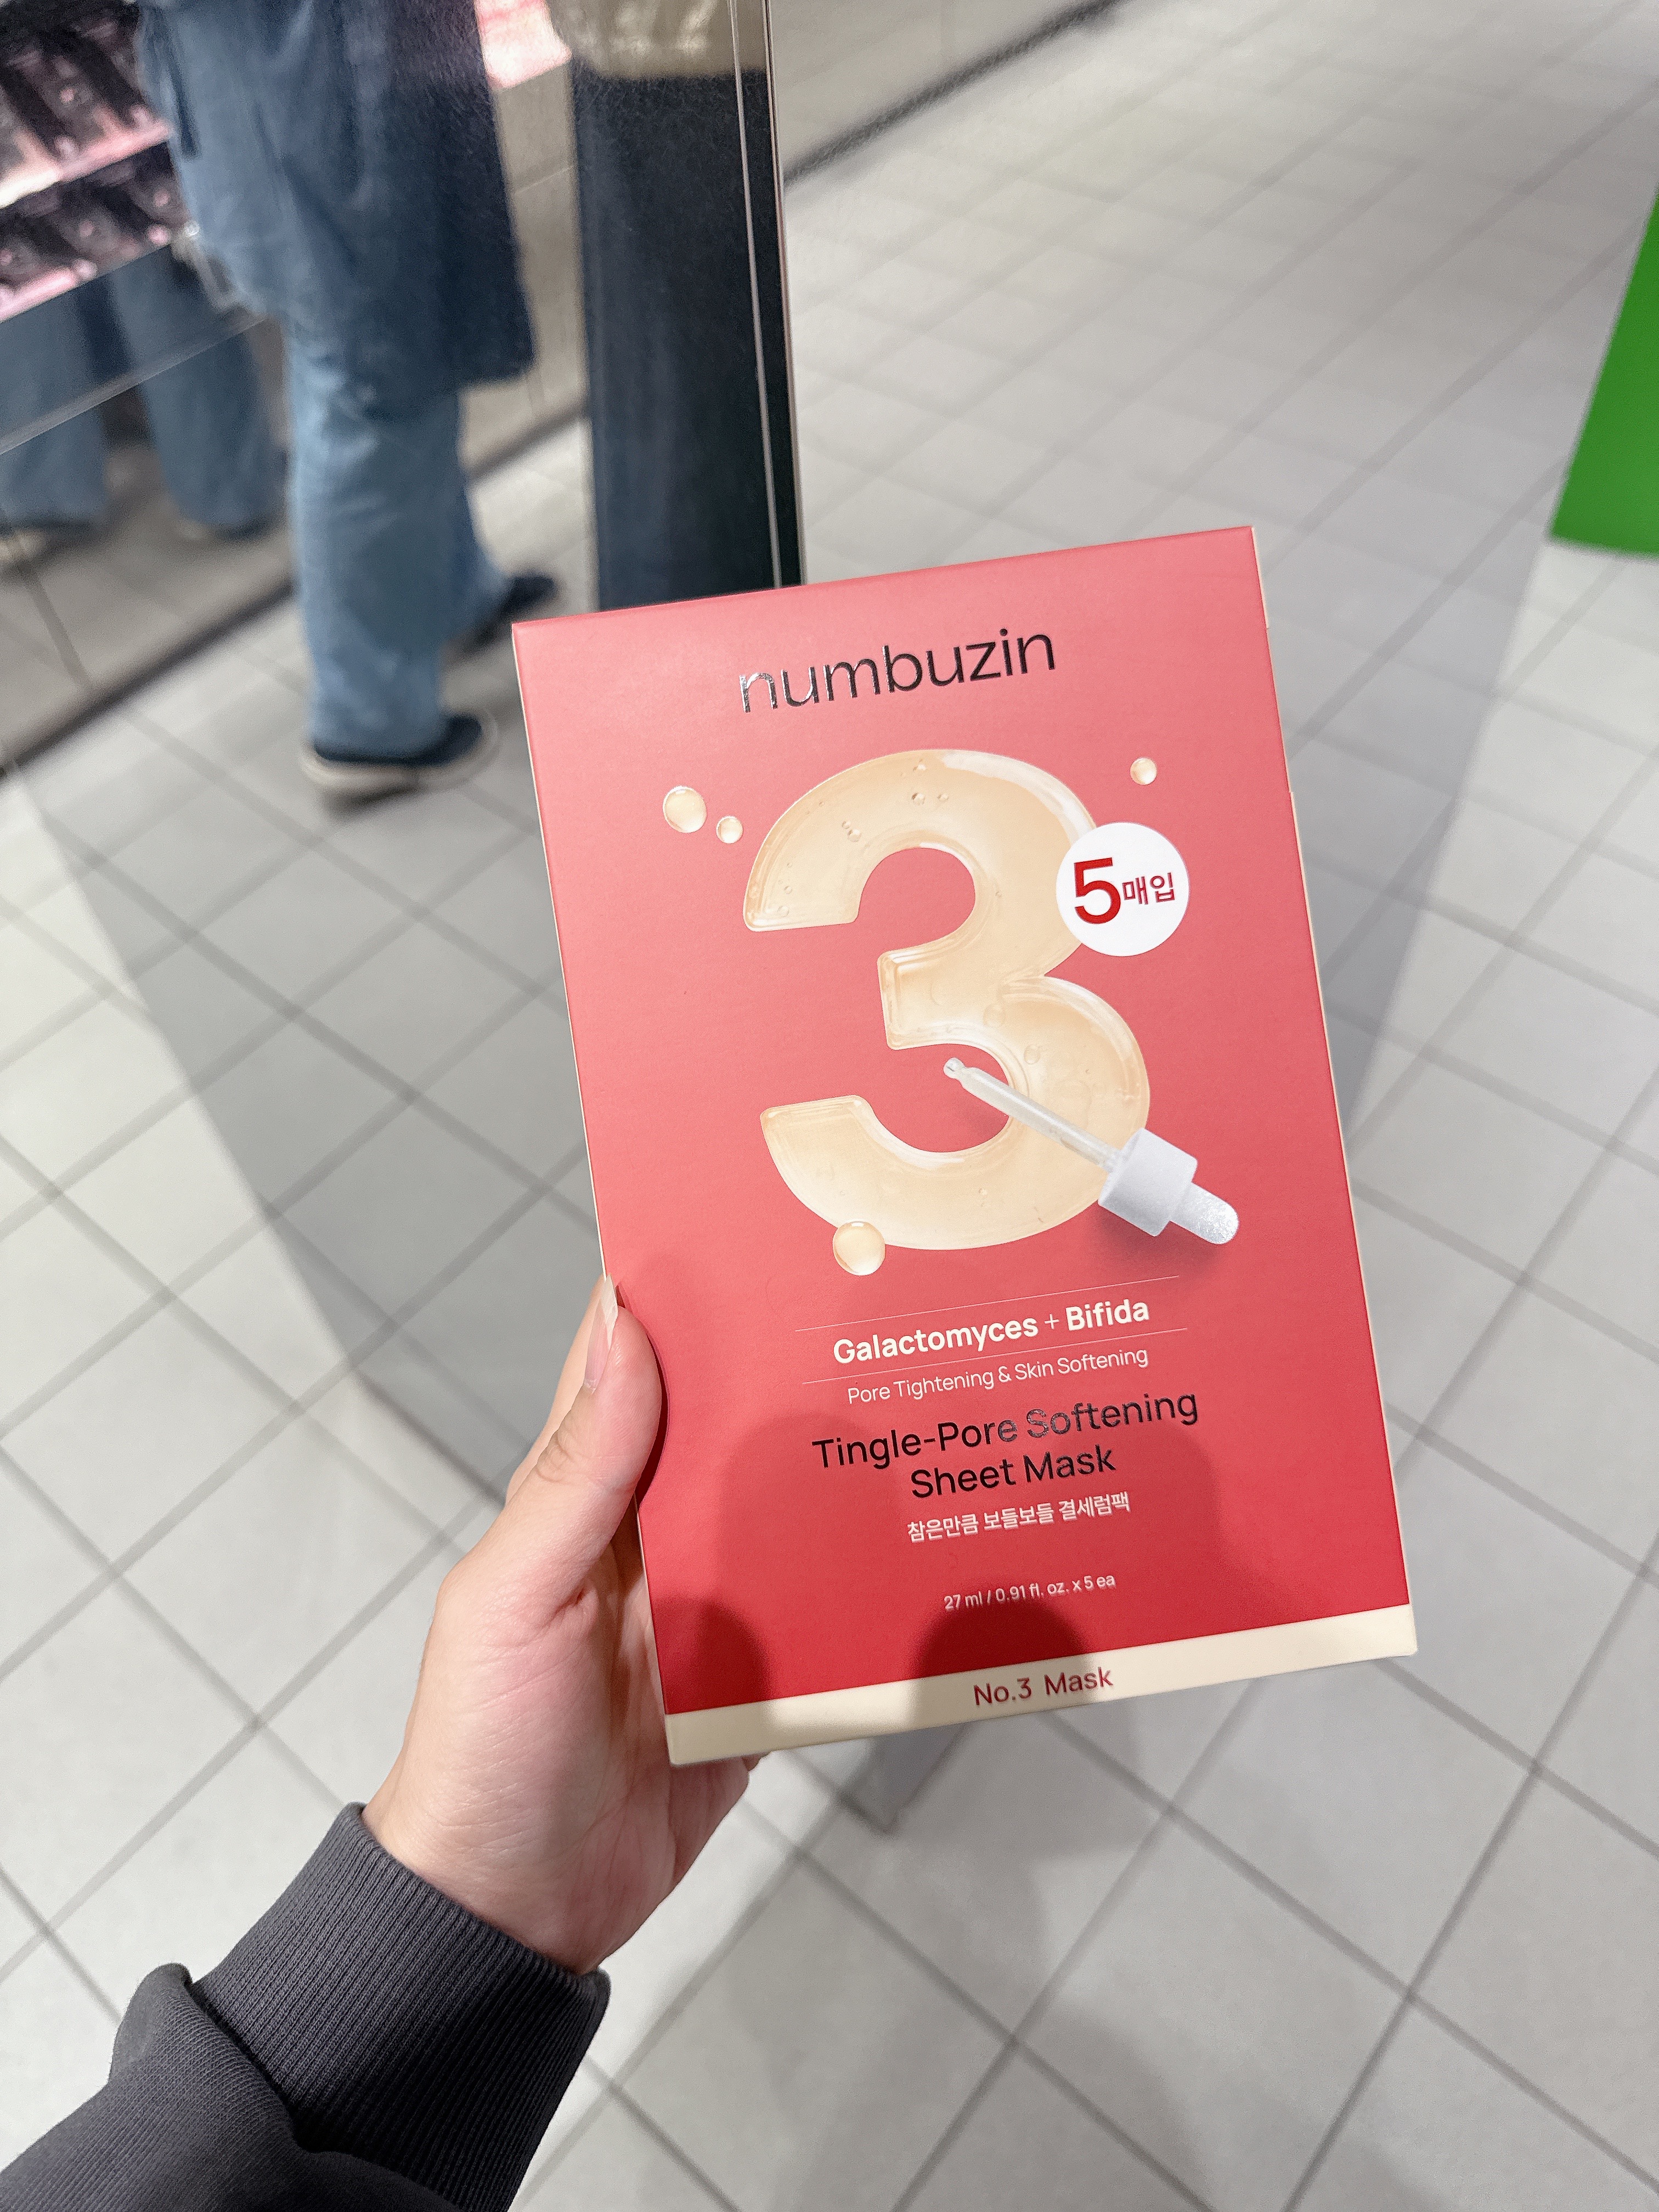 numbuzin
3
5매입
Galactomyces + Bifida
Pore Tightening & Skin Softening
Tingle-Pore Softening
Sheet Mask
참은만큼 보들보들 결세럼팩
27 ml / 0.91 fl. oz. x 5 ea
No.3 Mask